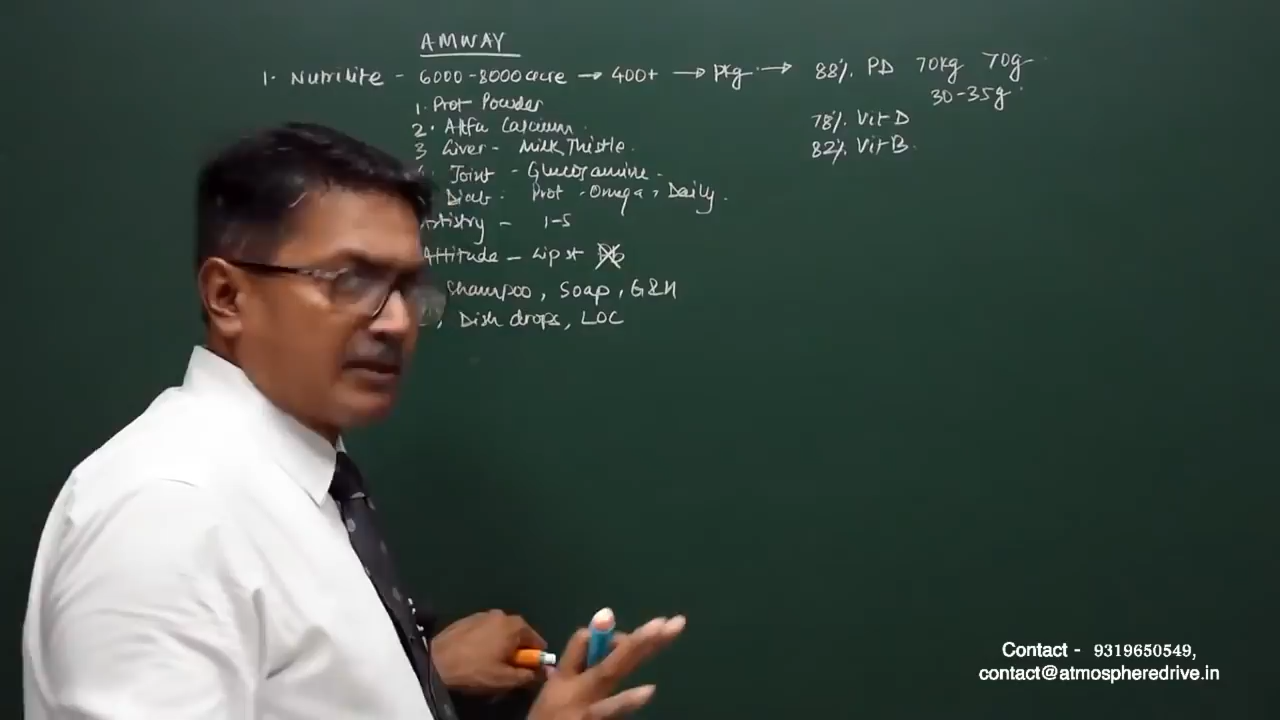 AMWAY
1. Nutrilite - 6000-8000 acre → 400+ → pkg → 88% PD 70kg 70g
30-35g
1. Prot Powder
78% Vit D
2. Alfa Calcium
3 Liver - Milk Thistle
82% Vit B
Joint - Glucosamine
Diab Prot - Omega, Daily
Artistry - 1-5
Attitude - Lipst
Shampoo, Soap, G&H
, Dish drops, LOC
Contact - 9319650549,
contact@atmospheredrive.in